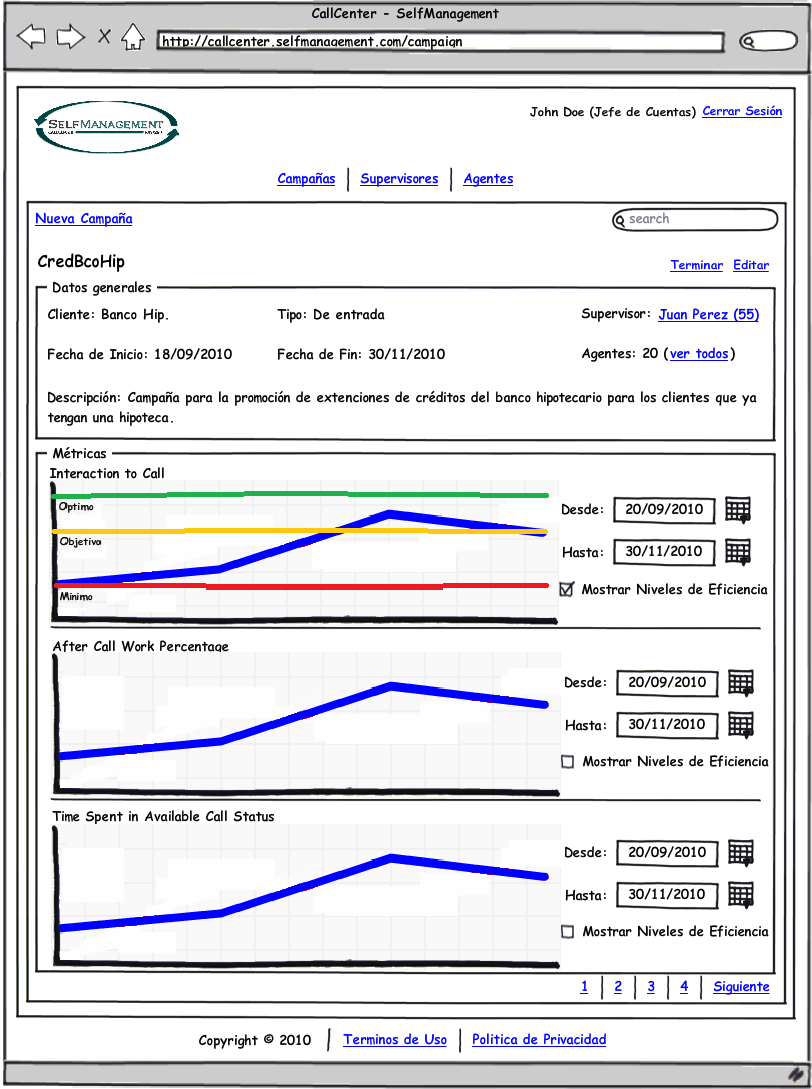 CallCenter - SelfManagement
http://callcenter.selfmanagement.com/campaign
SELFMANAGEMENT
John Doe (Jefe de Cuentas) Cerrar Sesión
Campañas Supervisores Agentes
Nueva Campaña
search
CredBcoHip
Terminar Editar
Datos generales
Cliente: Banco Hip. Tipo: De entrada Supervisor: Juan Perez (55)
Fecha de Inicio: 18/09/2010 Fecha de Fin: 30/11/2010 Agentes: 20 (ver todos)
Descripción: Campaña para la promoción de extenciones de créditos del banco hipotecario para los clientes que ya
tengan una hipoteca.
Métricas
Interaction to Call
Optimo
Objetivo
Minimo
Desde: 20/09/2010
Hasta: 30/11/2010
Mostrar Niveles de Eficiencia
After Call Work Percentage
Desde: 20/09/2010
Hasta: 30/11/2010
Mostrar Niveles de Eficiencia
Time Spent in Available Call Status
Desde: 20/09/2010
Hasta: 30/11/2010
Mostrar Niveles de Eficiencia
1 2 3 4 Siguiente
Copyright © 2010 Terminos de Uso Politica de Privacidad